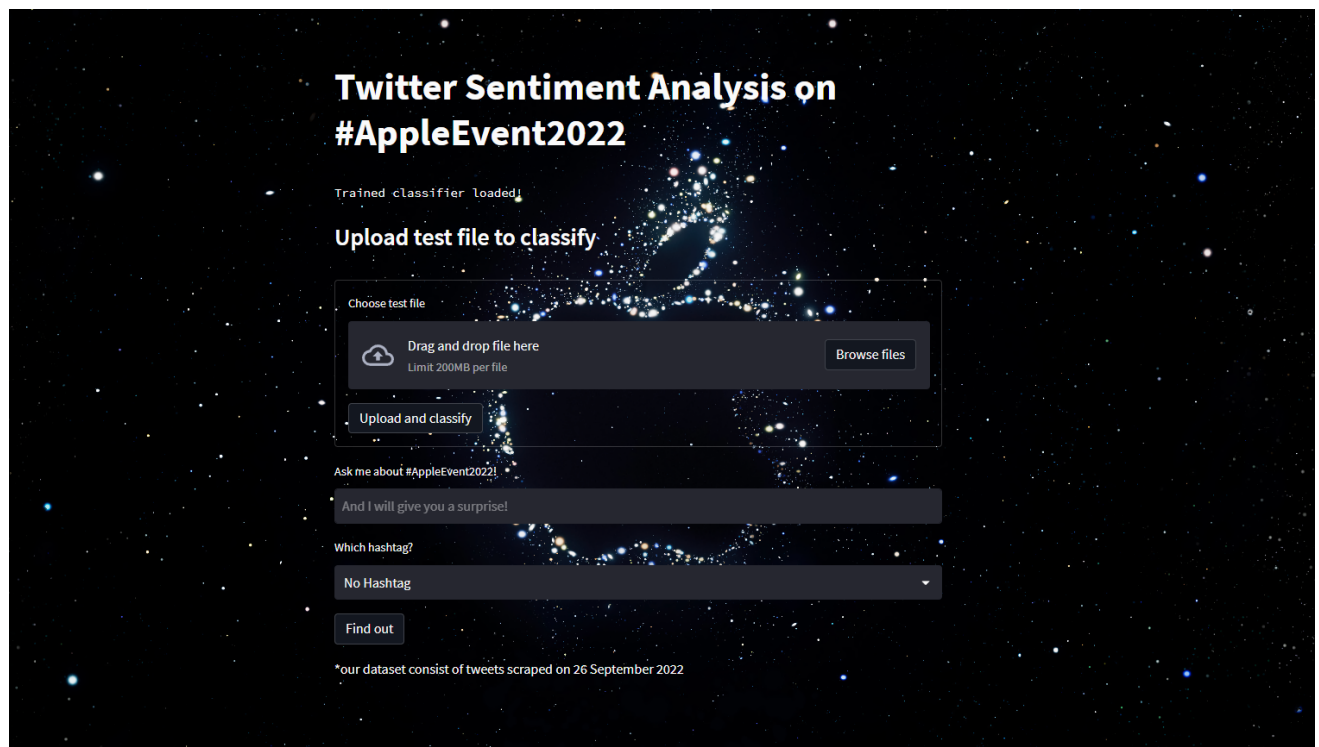 Twitter Sentiment Analysis on
#AppleEvent2022
Trained classifier loaded!
Upload test file to classify
Choose test file
Drag and drop file here
Limit 200MB per file
Browse files
Upload and classify
Ask me about #AppleEvent2022!
And I will give you a surprise!
Which hashtag?
No Hashtag
Find out
*our dataset consist of tweets scraped on 26 September 2022